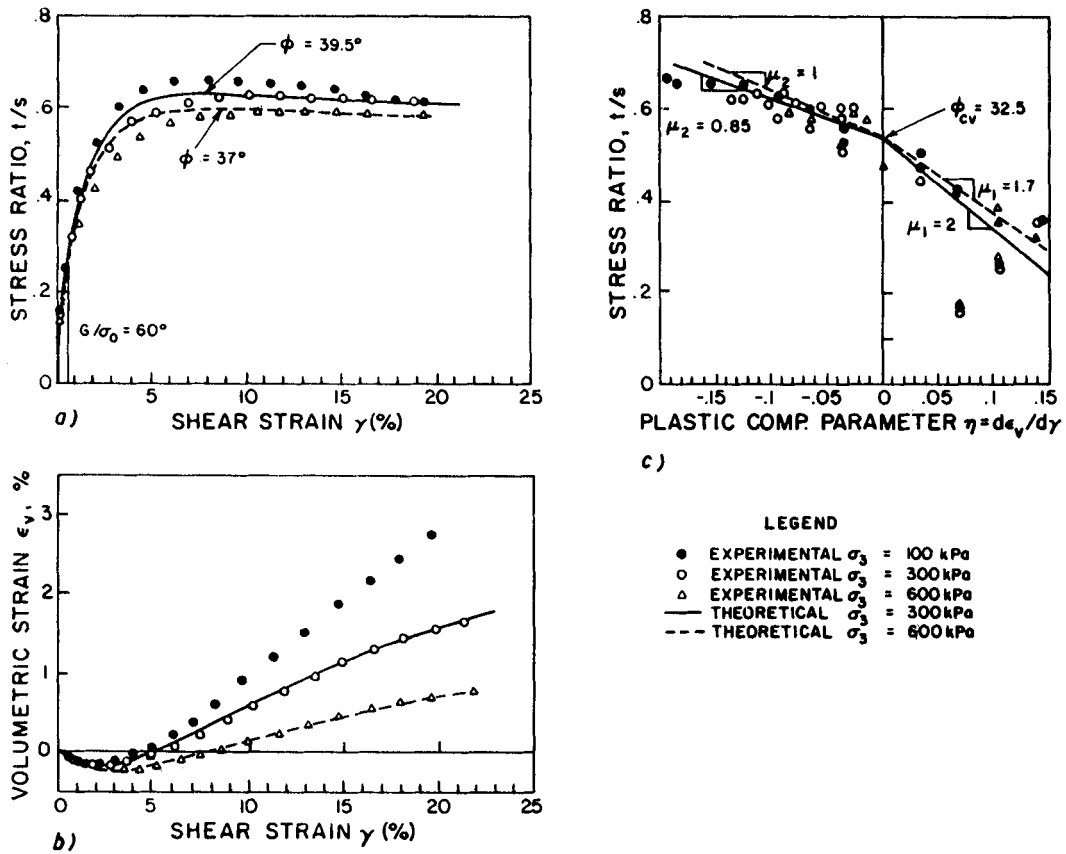 STRESS RATIO, t/s
.8
.6
.4
.2
0
ϕ = 39.5°
ϕ = 37°
G/σ₀ = 60°
0 5 10 15 20 25
SHEAR STRAIN γ (%)
a)
STRESS RATIO, t/s
.8
.6
.4
.2
0
μ₂ = 1
μ₂ = 0.85
ϕcv = 32.5
μ₁ = 1.7
μ₁ = 2
-.15 -.1 -.05 0 0.05 .1 .15
PLASTIC COMP. PARAMETER η = dϵᵥ/dγ
c)
VOLUMETRIC STRAIN ϵᵥ, %
3
2
1
0
0 5 10 15 20 25
SHEAR STRAIN γ (%)
b)
LEGEND
● EXPERIMENTAL σ₃ = 100 kPa
○ EXPERIMENTAL σ₃ = 300 kPa
△ EXPERIMENTAL σ₃ = 600 kPa
— THEORETICAL σ₃ = 300 kPa
--- THEORETICAL σ₃ = 600 kPa